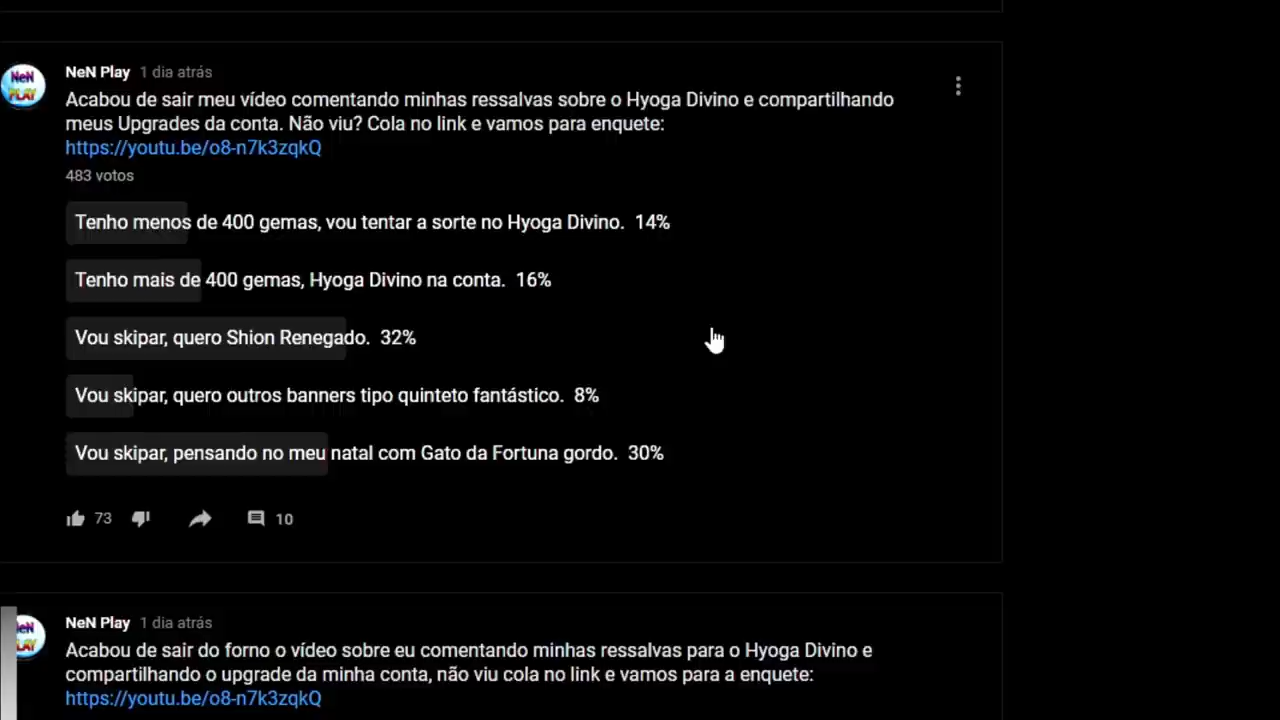 NeN Play 1 dia atrás
NeN
PLAY
Acabou de sair meu vídeo comentando minhas ressalvas sobre o Hyoga Divino e compartilhando
meus Upgrades da conta. Não viu? Cola no link e vamos para enquete:
https://youtu.be/o8-n7k3zqkQ
483 votos
Tenho menos de 400 gemas, vou tentar a sorte no Hyoga Divino. 14%
Tenho mais de 400 gemas, Hyoga Divino na conta. 16%
Vou skipar, quero Shion Renegado. 32%
Vou skipar, quero outros banners tipo quinteto fantástico. 8%
Vou skipar, pensando no meu natal com Gato da Fortuna gordo. 30%
73 10
NeN Play 1 dia atrás
Acabou de sair do forno o vídeo sobre eu comentando minhas ressalvas para o Hyoga Divino e
compartilhando o upgrade da minha conta, não viu cola no link e vamos para a enquete:
https://youtu.be/o8-n7k3zqkQ